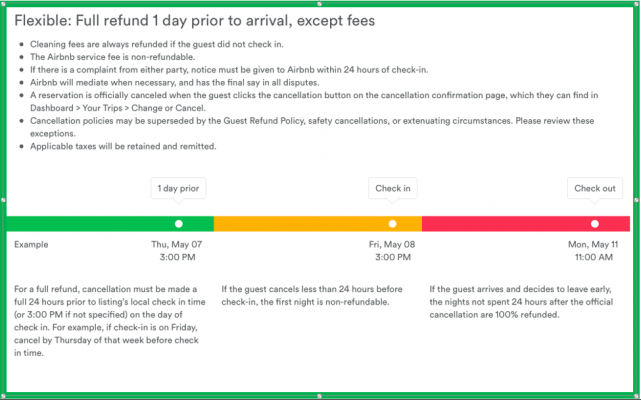 Flexible: Full refund 1 day prior to arrival, except fees
Cleaning fees are always refunded if the guest did not check in.
The Airbnb service fee is non-refundable.
If there is a complaint from either party, notice must be given to Airbnb within 24 hours of check-in.
Airbnb will mediate when necessary, and has the final say in all disputes.
A reservation is officially canceled when the guest clicks the cancellation button on the cancellation confirmation page, which they can find in
Dashboard > Your Trips > Change or Cancel.
Cancellation policies may be superseded by the Guest Refund Policy, safety cancellations, or extenuating circumstances. Please review these
exceptions.
Applicable taxes will be retained and remitted.
1 day prior
Check in
Check out
Example
Thu, May 07
3:00 PM
Fri, May 08
3:00 PM
Mon, May 11
11:00 AM
For a full refund, cancellation must be made a
full 24 hours prior to listing's local check in time
(or 3:00 PM if not specified) on the day of
check in. For example, if check-in is on Friday,
cancel by Thursday of that week before check
in time.
If the guest cancels less than 24 hours before
check-in, the first night is non-refundable.
If the guest arrives and decides to leave early,
the nights not spent 24 hours after the official
cancellation are 100% refunded.